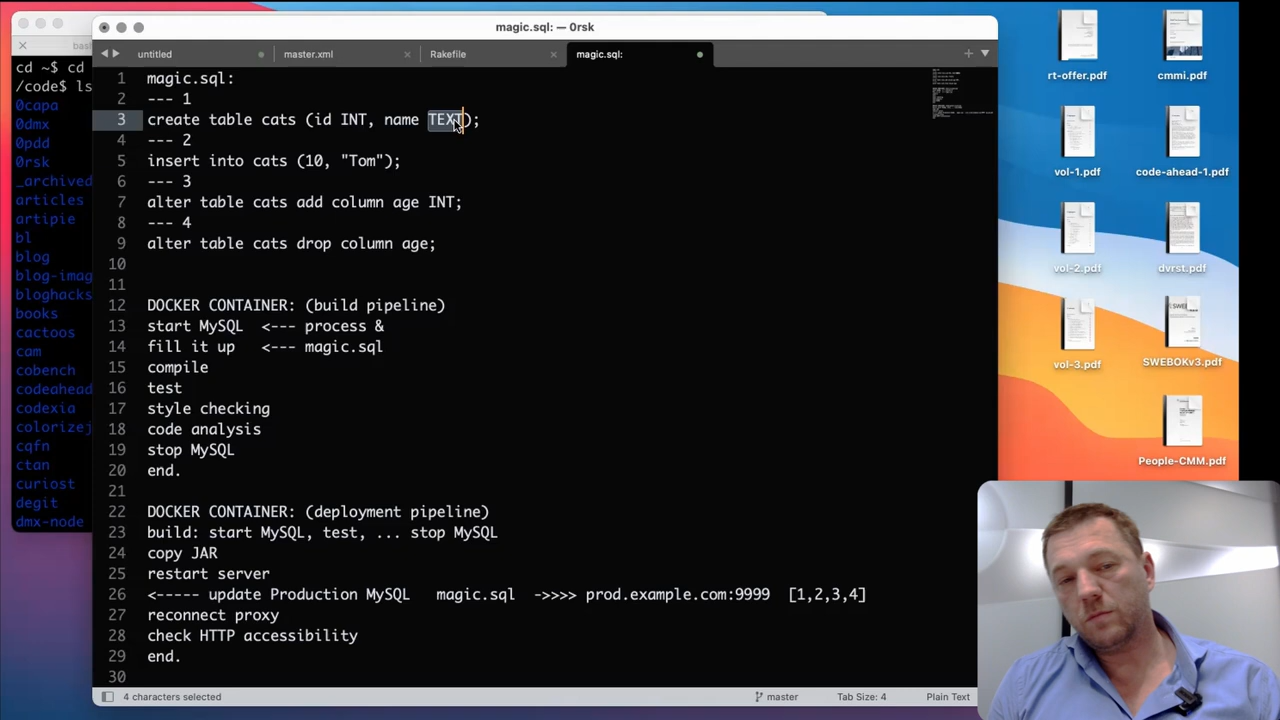 magic.sql: — 0rsk
untitled
master.xml
Rakefile
magic.sql:
cd ~$ cd
/code$ ls
0capa
0dmx
0pdd
0rsk
_archived
articles
artipie
bl
blog
blog-imag
bloghacks
books
cactoos
cam
cobench
codeahead
codexia
colorizej
cqfn
ctan
curiost
degit
dmx-node
1 magic.sql:
2 --- 1
3 create table cats (id INT, name TEXT);
4 --- 2
5 insert into cats (10, "Tom");
6 --- 3
7 alter table cats add column age INT;
8 --- 4
9 alter table cats drop column age;
10
11
12 DOCKER CONTAINER: (build pipeline)
13 start MySQL <--- process &
14 fill it up <--- magic.sql
15 compile
16 test
17 style checking
18 code analysis
19 stop MySQL
20 end.
21
22 DOCKER CONTAINER: (deployment pipeline)
23 build: start MySQL, test, ... stop MySQL
24 copy JAR
25 restart server
26 <----- update Production MySQL magic.sql ->>>> prod.example.com:9999 [1,2,3,4]
27 reconnect proxy
28 check HTTP accessibility
29 end.
30
4 characters selected
master
Tab Size: 4
Plain Text
rt-offer.pdf
cmmi.pdf
vol-1.pdf
code-ahead-1.pdf
vol-2.pdf
dvrst.pdf
vol-3.pdf
SWEBOKv3.pdf
People-CMM.pdf